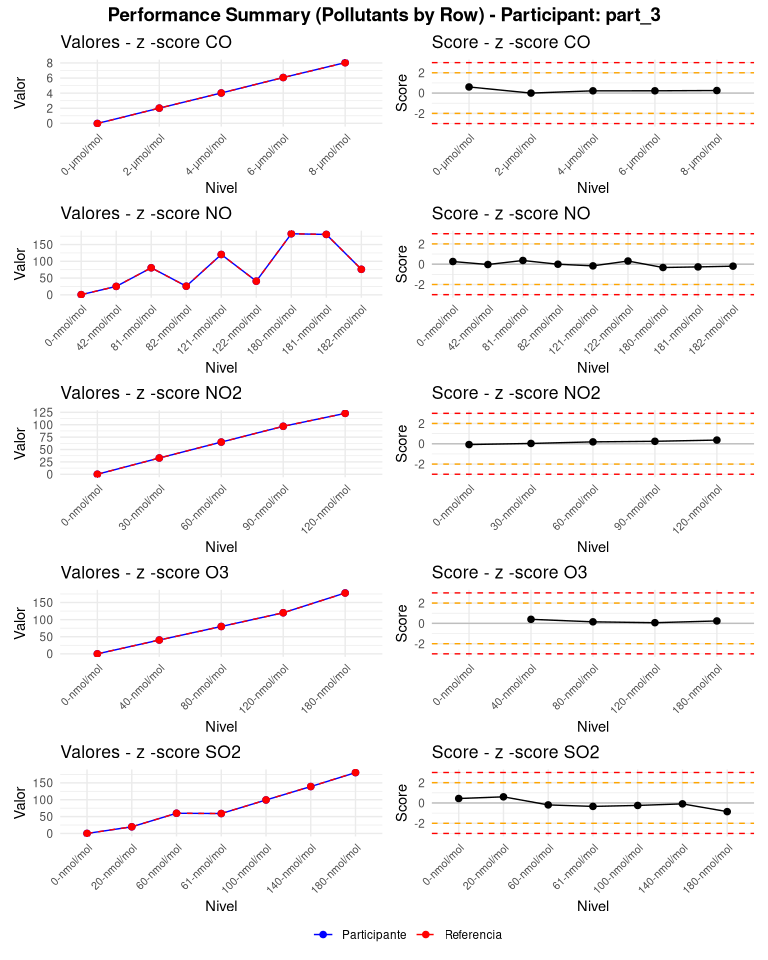 Performance Summary (Pollutants by Row) - Participant: part_3
Valores - z -score CO
Valor
8
6
4
2
0
0-μmol/mol
2-μmol/mol
4-μmol/mol
6-μmol/mol
8-μmol/mol
Nivel
Score - z -score CO
Score
2
0
-2
0-μmol/mol
2-μmol/mol
4-μmol/mol
6-μmol/mol
8-μmol/mol
Nivel
Valores - z -score NO
Valor
150
100
50
0
0-nmol/mol
42-nmol/mol
81-nmol/mol
82-nmol/mol
121-nmol/mol
122-nmol/mol
180-nmol/mol
181-nmol/mol
182-nmol/mol
Nivel
Score - z -score NO
Score
2
0
-2
0-nmol/mol
42-nmol/mol
81-nmol/mol
82-nmol/mol
121-nmol/mol
122-nmol/mol
180-nmol/mol
181-nmol/mol
182-nmol/mol
Nivel
Valores - z -score NO2
Valor
125
100
75
50
25
0
0-nmol/mol
30-nmol/mol
60-nmol/mol
90-nmol/mol
120-nmol/mol
Nivel
Score - z -score NO2
Score
2
0
-2
0-nmol/mol
30-nmol/mol
60-nmol/mol
90-nmol/mol
120-nmol/mol
Nivel
Valores - z -score O3
Valor
150
100
50
0
0-nmol/mol
40-nmol/mol
80-nmol/mol
120-nmol/mol
180-nmol/mol
Nivel
Score - z -score O3
Score
2
0
-2
0-nmol/mol
40-nmol/mol
80-nmol/mol
120-nmol/mol
180-nmol/mol
Nivel
Valores - z -score SO2
Valor
150
100
50
0
0-nmol/mol
20-nmol/mol
60-nmol/mol
61-nmol/mol
100-nmol/mol
140-nmol/mol
180-nmol/mol
Nivel
Score - z -score SO2
Score
2
0
-2
0-nmol/mol
20-nmol/mol
60-nmol/mol
61-nmol/mol
100-nmol/mol
140-nmol/mol
180-nmol/mol
Nivel
Participante
Referencia